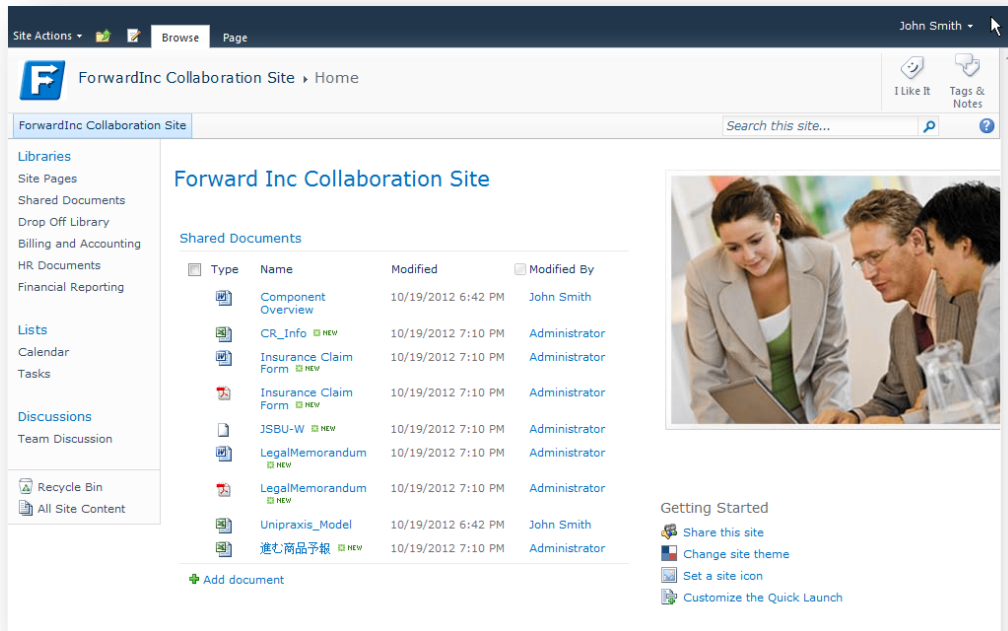 John Smith
Site Actions Browse Page
ForwardInc Collaboration Site ▸ Home
I Like It
Tags &
Notes
ForwardInc Collaboration Site
Search this site...
Libraries
Site Pages
Shared Documents
Drop Off Library
Billing and Accounting
HR Documents
Financial Reporting
Lists
Calendar
Tasks
Discussions
Team Discussion
Recycle Bin
All Site Content
Forward Inc Collaboration Site
Shared Documents
Type Name Modified Modified By
Component
Overview
10/19/2012 6:42 PM John Smith
CR_Info NEW 10/19/2012 7:10 PM Administrator
Insurance Claim
Form NEW
10/19/2012 7:10 PM Administrator
Insurance Claim
Form NEW
10/19/2012 7:10 PM Administrator
JSBU-W NEW 10/19/2012 7:10 PM Administrator
LegalMemorandum
NEW
10/19/2012 7:10 PM Administrator
LegalMemorandum
NEW
10/19/2012 7:10 PM Administrator
Unipraxis_Model 10/19/2012 6:42 PM John Smith
進む商品予報 NEW 10/19/2012 7:10 PM Administrator
Add document
Getting Started
Share this site
Change site theme
Set a site icon
Customize the Quick Launch